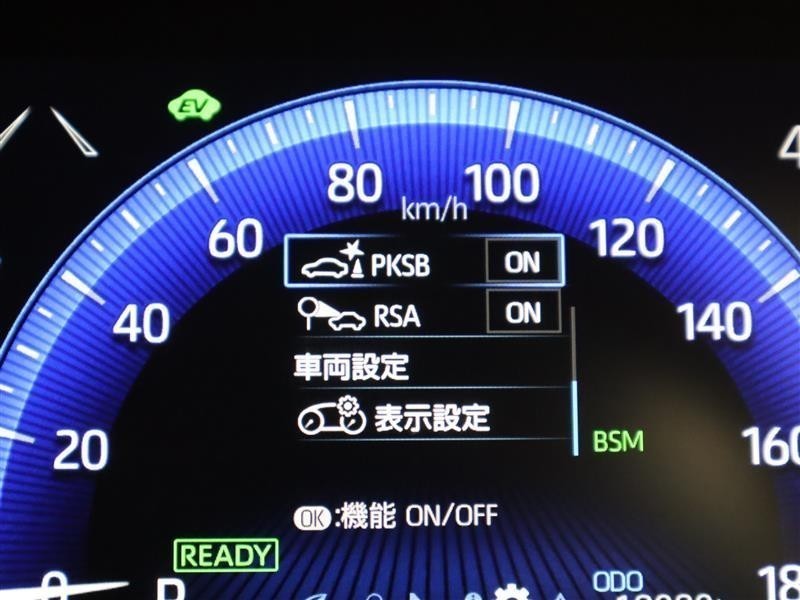 EV
80 100
km/h
60 120
PKSB ON
40 RSA ON 140
車両設定
表示設定
20 BSM 160
OK:機能 ON/OFF
READY
ODO